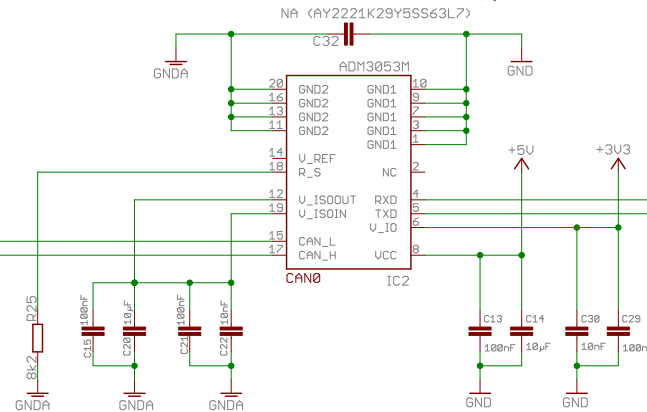 NA (AY2221K29Y5SS63L7)
C32
GNDA
GND
ADM3053M
20 GND2 GND1 10
16 GND2 GND1 9
13 GND2 GND1 7
11 GND2 GND1 3
GND1 1
14 V_REF
18 R_S NC 2
12 V_ISOOUT RXD 4
19 V_ISOIN TXD 5
V_IO 6
15 CAN_L
17 CAN_H VCC 8
CAN0 IC2
+5V
+3V3
R25
8k2
C15
100nF
C20
10µF
C21
100nF
C22
10nF
C13
100nF
C14
10µF
C30
10nF
C29
100n
GNDA
GNDA
GNDA
GND
GND